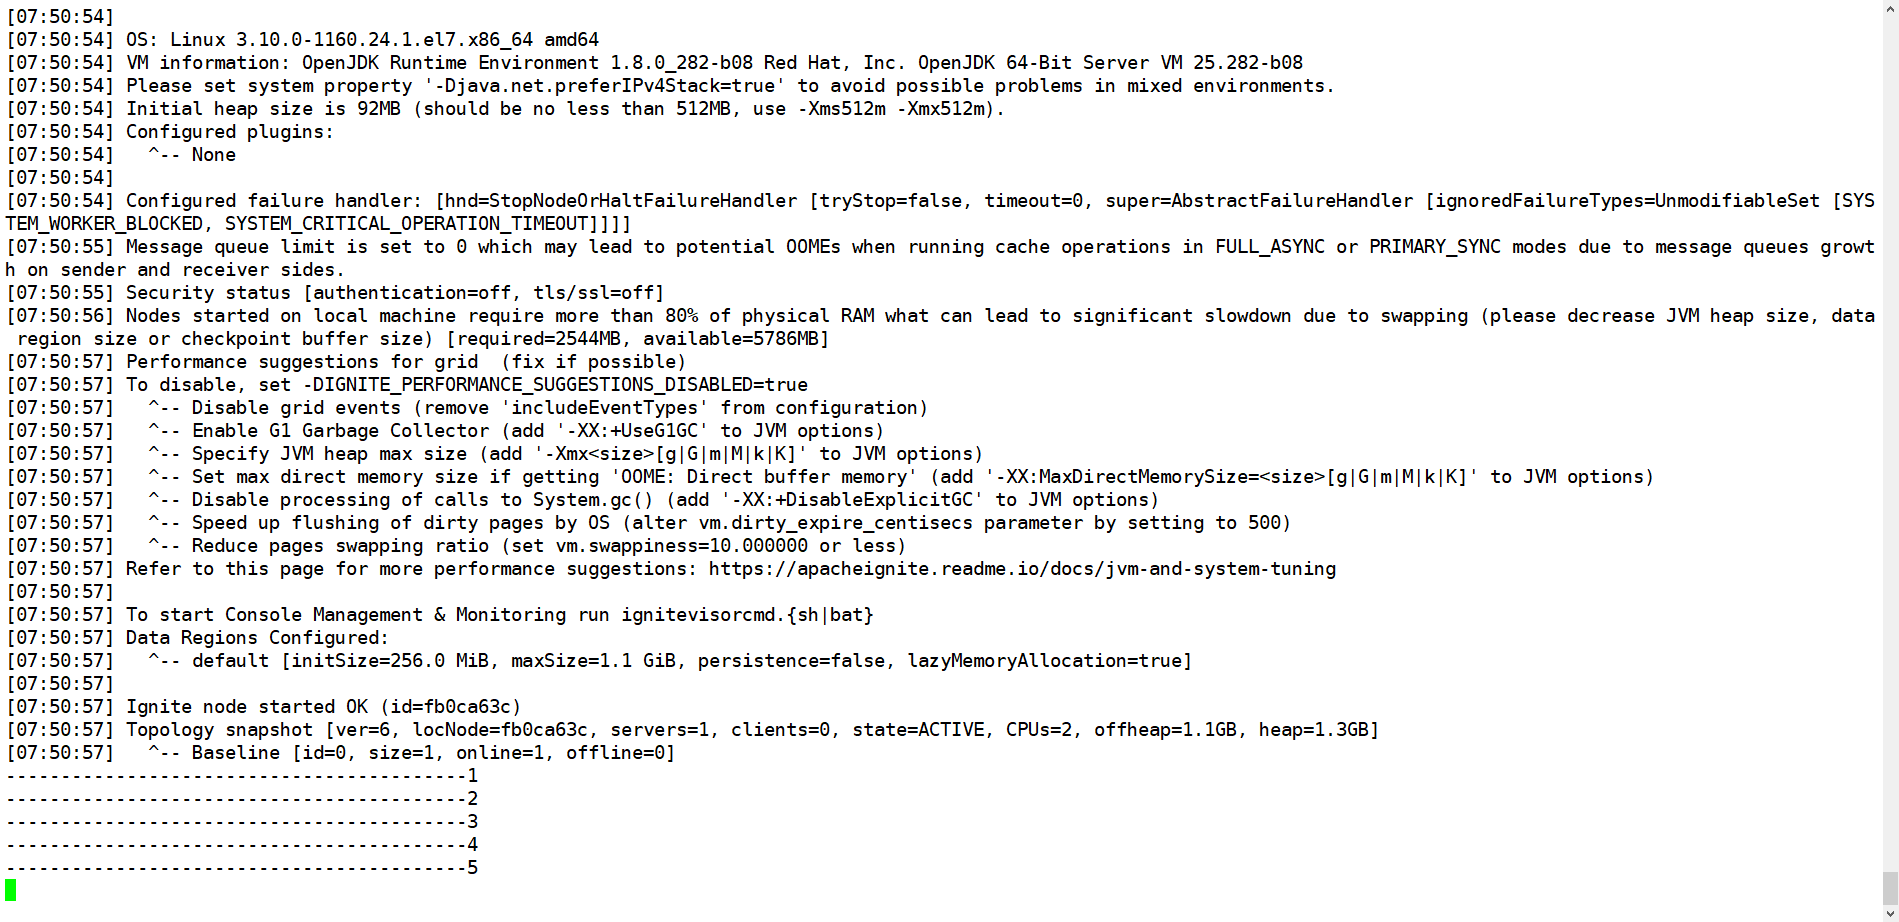 [07:50:54]
[07:50:54] OS: Linux 3.10.0-1160.24.1.el7.x86_64 amd64
[07:50:54] VM information: OpenJDK Runtime Environment 1.8.0_282-b08 Red Hat, Inc. OpenJDK 64-Bit Server VM 25.282-b08
[07:50:54] Please set system property '-Djava.net.preferIPv4Stack=true' to avoid possible problems in mixed environments.
[07:50:54] Initial heap size is 92MB (should be no less than 512MB, use -Xms512m -Xmx512m).
[07:50:54] Configured plugins:
[07:50:54]   ^-- None
[07:50:54]
[07:50:54] Configured failure handler: [hnd=StopNodeOrHaltFailureHandler [tryStop=false, timeout=0, super=AbstractFailureHandler [ignoredFailureTypes=UnmodifiableSet [SYS
TEM_WORKER_BLOCKED, SYSTEM_CRITICAL_OPERATION_TIMEOUT]]]]
[07:50:55] Message queue limit is set to 0 which may lead to potential OOMEs when running cache operations in FULL_ASYNC or PRIMARY_SYNC modes due to message queues growt
h on sender and receiver sides.
[07:50:55] Security status [authentication=off, tls/ssl=off]
[07:50:56] Nodes started on local machine require more than 80% of physical RAM what can lead to significant slowdown due to swapping (please decrease JVM heap size, data
 region size or checkpoint buffer size) [required=2544MB, available=5786MB]
[07:50:57] Performance suggestions for grid  (fix if possible)
[07:50:57] To disable, set -DIGNITE_PERFORMANCE_SUGGESTIONS_DISABLED=true
[07:50:57]   ^-- Disable grid events (remove 'includeEventTypes' from configuration)
[07:50:57]   ^-- Enable G1 Garbage Collector (add '-XX:+UseG1GC' to JVM options)
[07:50:57]   ^-- Specify JVM heap max size (add '-Xmx<size>[g|G|m|M|k|K]' to JVM options)
[07:50:57]   ^-- Set max direct memory size if getting 'OOME: Direct buffer memory' (add '-XX:MaxDirectMemorySize=<size>[g|G|m|M|k|K]' to JVM options)
[07:50:57]   ^-- Disable processing of calls to System.gc() (add '-XX:+DisableExplicitGC' to JVM options)
[07:50:57]   ^-- Speed up flushing of dirty pages by OS (alter vm.dirty_expire_centisecs parameter by setting to 500)
[07:50:57]   ^-- Reduce pages swapping ratio (set vm.swappiness=10.000000 or less)
[07:50:57] Refer to this page for more performance suggestions: https://apacheignite.readme.io/docs/jvm-and-system-tuning
[07:50:57]
[07:50:57] To start Console Management & Monitoring run ignitevisorcmd.{sh|bat}
[07:50:57] Data Regions Configured:
[07:50:57]   ^-- default [initSize=256.0 MiB, maxSize=1.1 GiB, persistence=false, lazyMemoryAllocation=true]
[07:50:57]
[07:50:57] Ignite node started OK (id=fb0ca63c)
[07:50:57] Topology snapshot [ver=6, locNode=fb0ca63c, servers=1, clients=0, state=ACTIVE, CPUs=2, offheap=1.1GB, heap=1.3GB]
[07:50:57]   ^-- Baseline [id=0, size=1, online=1, offline=0]
------------------------------------------1
------------------------------------------2
------------------------------------------3
------------------------------------------4
------------------------------------------5